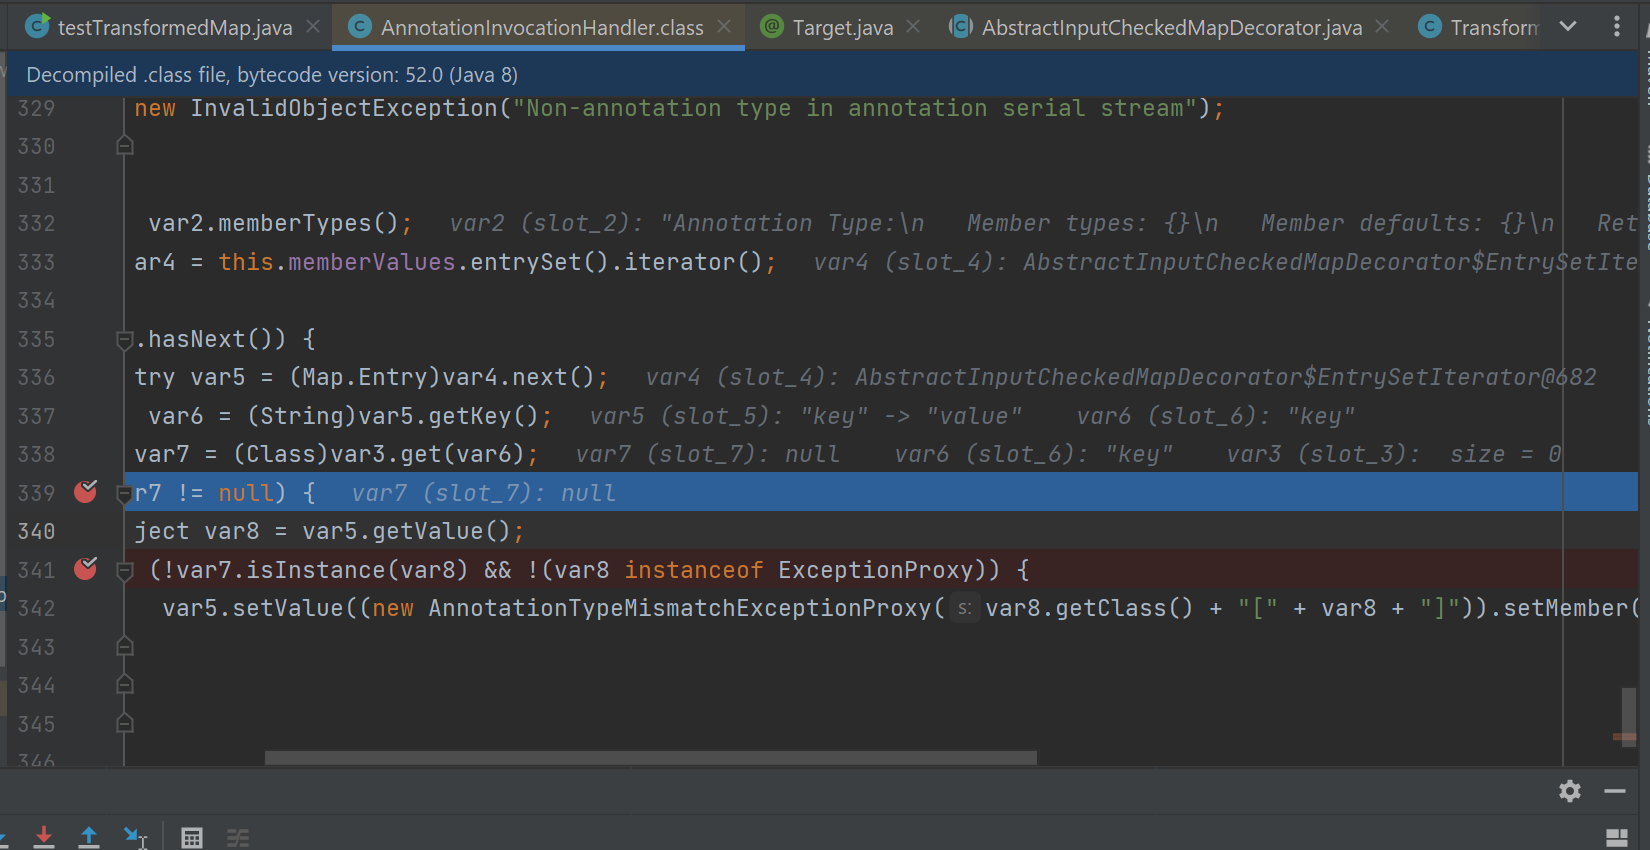 testTransformedMap.java AnnotationInvocationHandler.class Target.java AbstractInputCheckedMapDecorator.java Transform
Decompiled .class file, bytecode version: 52.0 (Java 8)
329 new InvalidObjectException("Non-annotation type in annotation serial stream");
330
331
332 var2.memberTypes(); var2 (slot_2): "Annotation Type:\n   Member types: {}\n   Member defaults: {}\n   Ret
333 ar4 = this.memberValues.entrySet().iterator(); var4 (slot_4): AbstractInputCheckedMapDecorator$EntrySetIte
334
335 .hasNext()) {
336 try var5 = (Map.Entry)var4.next(); var4 (slot_4): AbstractInputCheckedMapDecorator$EntrySetIterator@682
337 var6 = (String)var5.getKey(); var5 (slot_5): "key" -> "value" var6 (slot_6): "key"
338 var7 = (Class)var3.get(var6); var7 (slot_7): null var6 (slot_6): "key" var3 (slot_3): size = 0
339 r7 != null) { var7 (slot_7): null
340 ject var8 = var5.getValue();
341 (!var7.isInstance(var8) && !(var8 instanceof ExceptionProxy)) {
342 var5.setValue((new AnnotationTypeMismatchExceptionProxy( s: var8.getClass() + "[" + var8 + "]")).setMember(
343
344
345
346